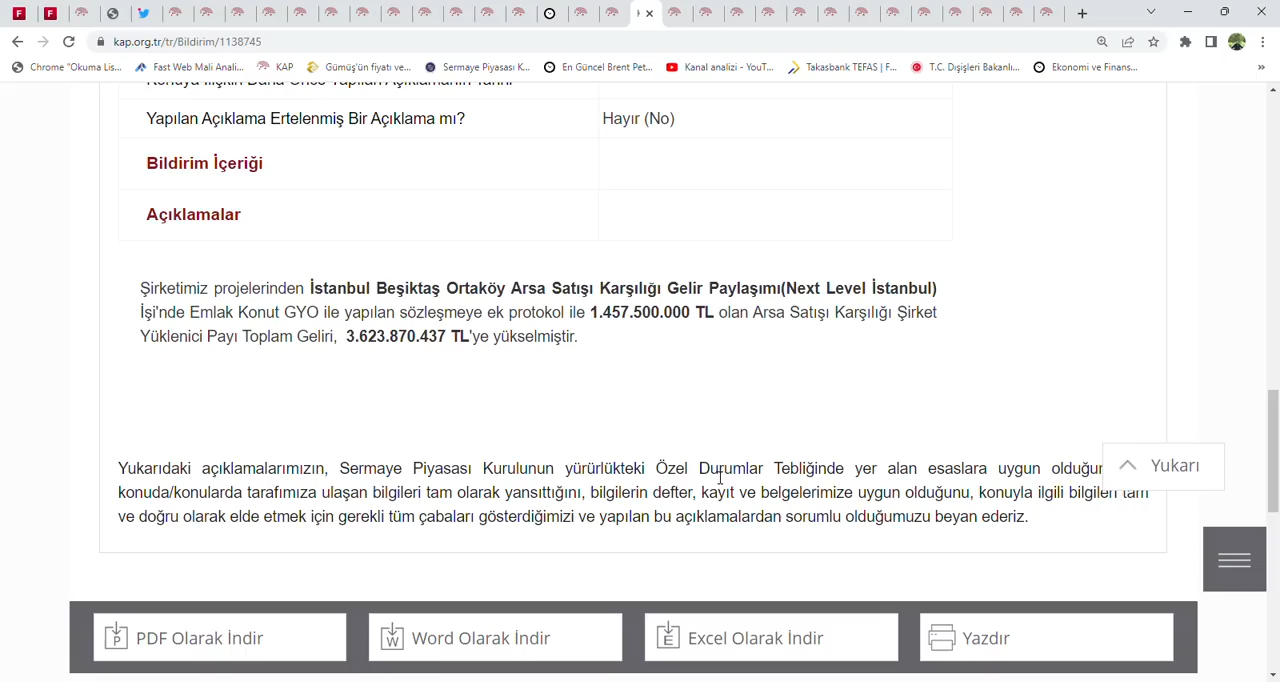 kap.org.tr/tr/Bildirim/1138745
Chrome "Okuma Lis... Fast Web Mali Anali... KAP Gümüş'ün fiyatı ve... Sermaye Piyasası K... En Güncel Brent Pet... Kanal analizi - YouT... Takasbank TEFAS | F... T.C. Dışişleri Bakanlı... Ekonomi ve Finans... »
Konuya İlişkin Daha Önce Yapılan Açıklamanın Tarihi
Yapılan Açıklama Ertelenmiş Bir Açıklama mı? Hayır (No)
Bildirim İçeriği
Açıklamalar
Şirketimiz projelerinden İstanbul Beşiktaş Ortaköy Arsa Satışı Karşılığı Gelir Paylaşımı(Next Level İstanbul)
İşi'nde Emlak Konut GYO ile yapılan sözleşmeye ek protokol ile 1.457.500.000 TL olan Arsa Satışı Karşılığı Şirket
Yüklenici Payı Toplam Geliri, 3.623.870.437 TL'ye yükselmiştir.
Yukarı
Yukarıdaki açıklamalarımızın, Sermaye Piyasası Kurulunun yürürlükteki Özel Durumlar Tebliğinde yer alan esaslara uygun
konuda/konularda tarafımıza ulaşan bilgileri tam olarak yansıttığını, bilgilerin defter, kayıt ve belgelerimize uygun olduğunu, konuyla ilgili bilgileri tam
ve doğru olarak elde etmek için gerekli tüm çabaları gösterdiğimizi ve yapılan bu açıklamalardan sorumlu olduğumuzu beyan ederiz.
PDF Olarak İndir Word Olarak İndir Excel Olarak İndir Yazdır